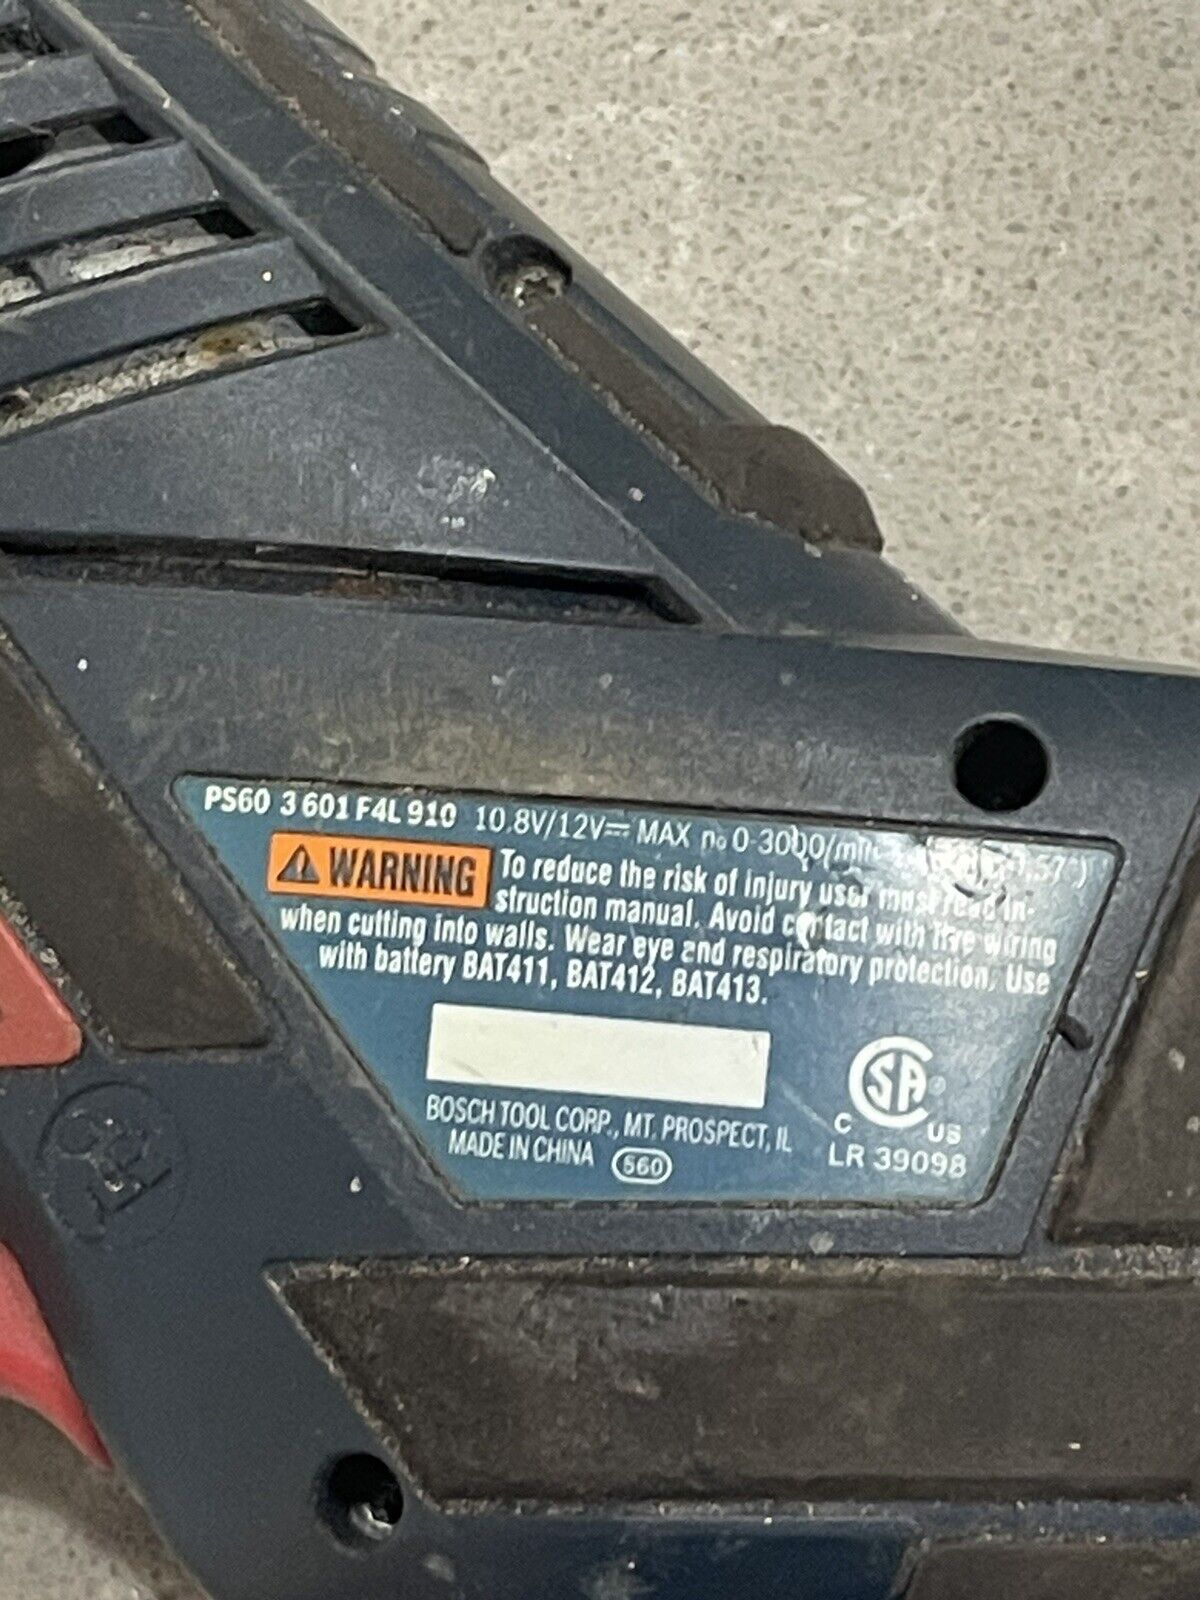 PS60 3 601 F4L 910 10.8V/12V⎓ MAX n₀ 0-3000/min
⚠ WARNING To reduce the risk of injury user must read in-
struction manual. Avoid contact with live wiring
when cutting into walls. Wear eye and respiratory protection. Use
with battery BAT411, BAT412, BAT413.
BOSCH TOOL CORP., MT. PROSPECT, IL
MADE IN CHINA 560
CSA ®
C US
LR 39098